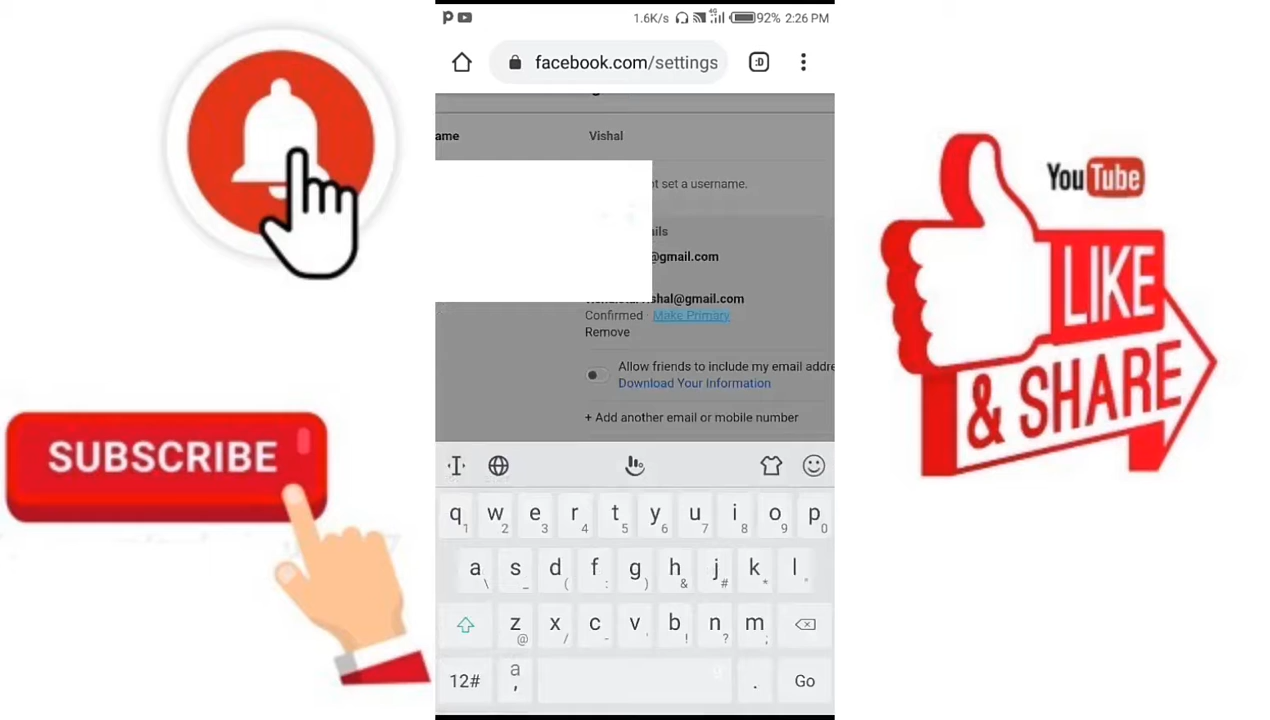 1.6K/s 4G 92% 2:26 PM
facebook.com/settings
ame Vishal
t set a username.
ails
@gmail.com
shal@gmail.com
Confirmed · Make Primary
Remove
Allow friends to include my email addre
Download Your Information
+ Add another email or mobile number
q w e r t y u i o p
1 2 3 4 5 6 7 8 9 0
a s d f g h j k l
\ _ ( : ) & # * "
z x c v b n m
@ / - ' ! ? ;
12# a , . Go
SUBSCRIBE
YouTube
LIKE
& SHARE